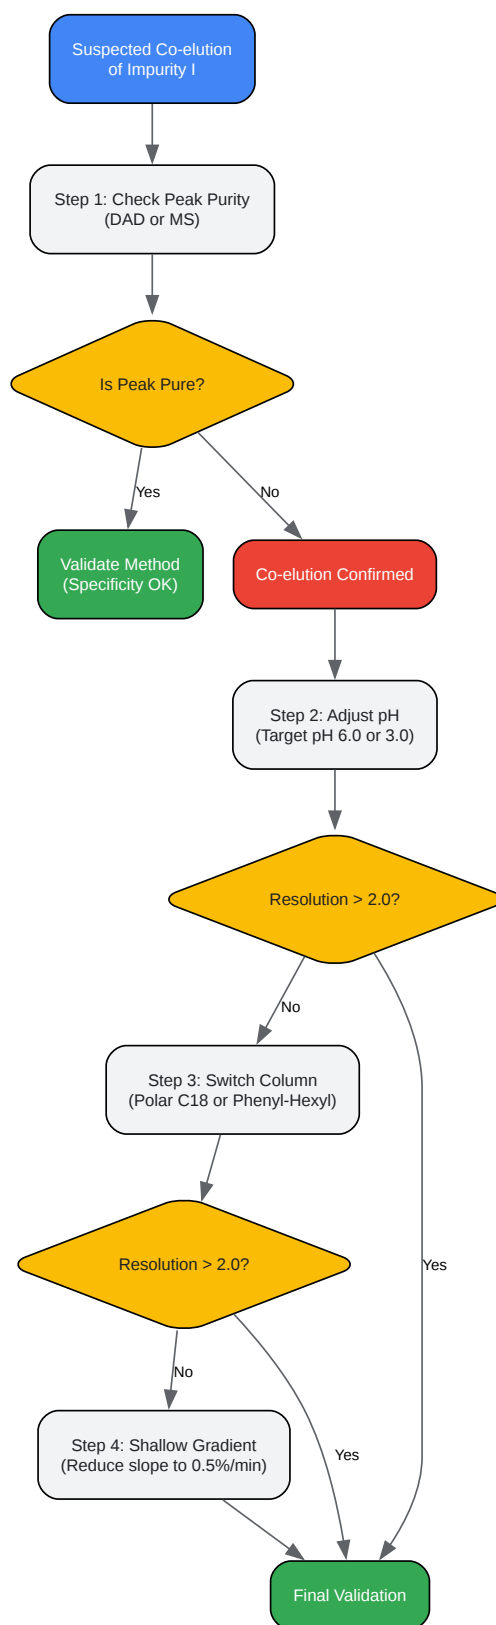 Suspected Co-elution
of Impurity I
Step 1: Check Peak Purity
(DAD or MS)
Is Peak Pure?
Yes
No
Validate Method
(Specificity OK)
Co-elution Confirmed
Step 2: Adjust pH
(Target pH 6.0 or 3.0)
Resolution > 2.0?
No
Step 3: Switch Column
(Polar C18 or Phenyl-Hexyl)
Resolution > 2.0?
Yes
No
Step 4: Shallow Gradient
(Reduce slope to 0.5%/min)
Yes
Final Validation